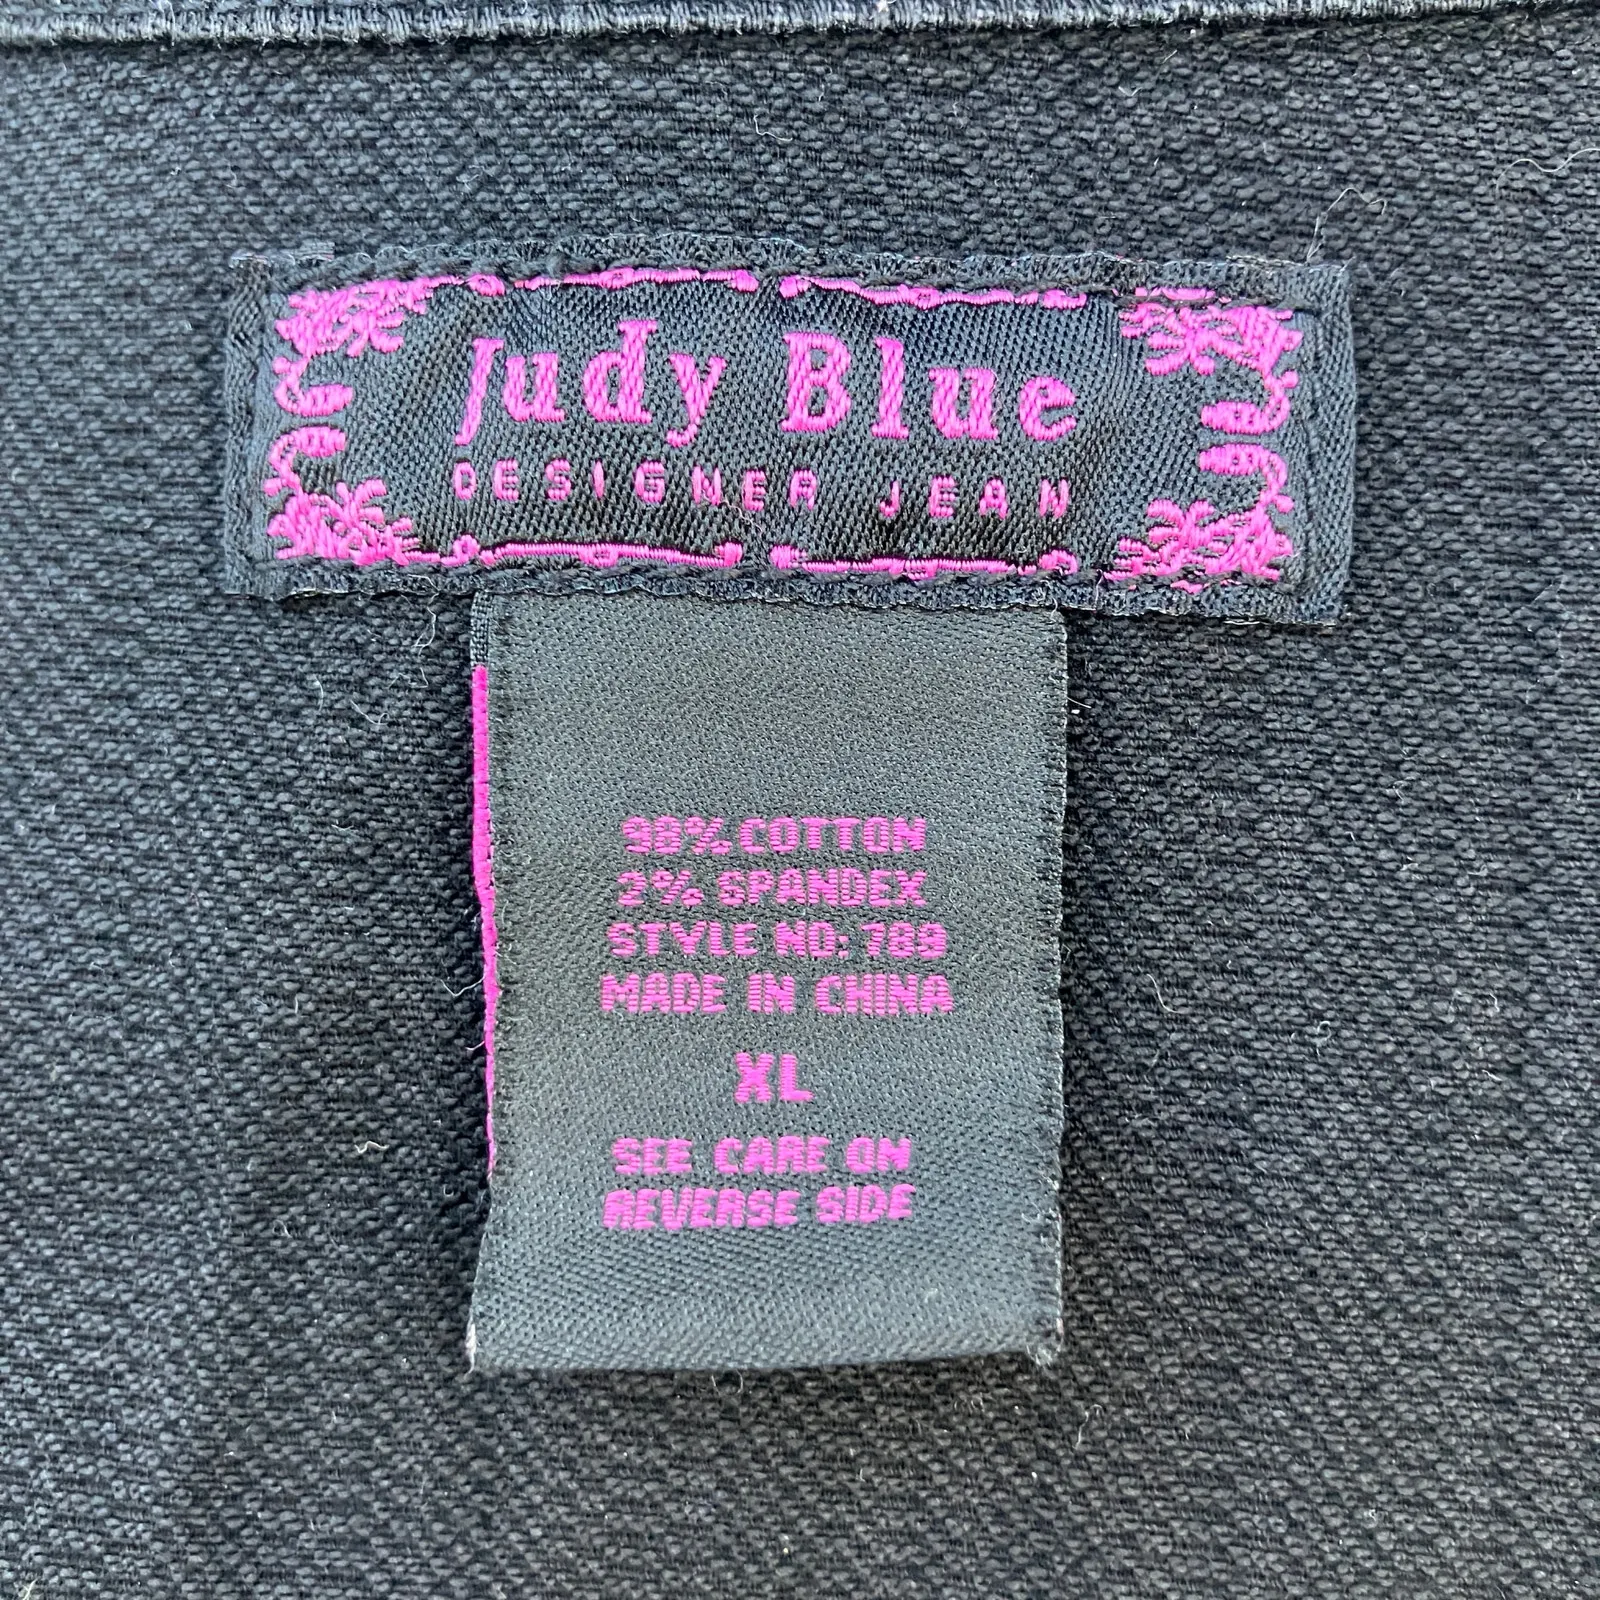 Judy Blue
DESIGNER JEAN
98% COTTON
2% SPANDEX
STYLE NO: 789
MADE IN CHINA
XL
SEE CARE ON
REVERSE SIDE